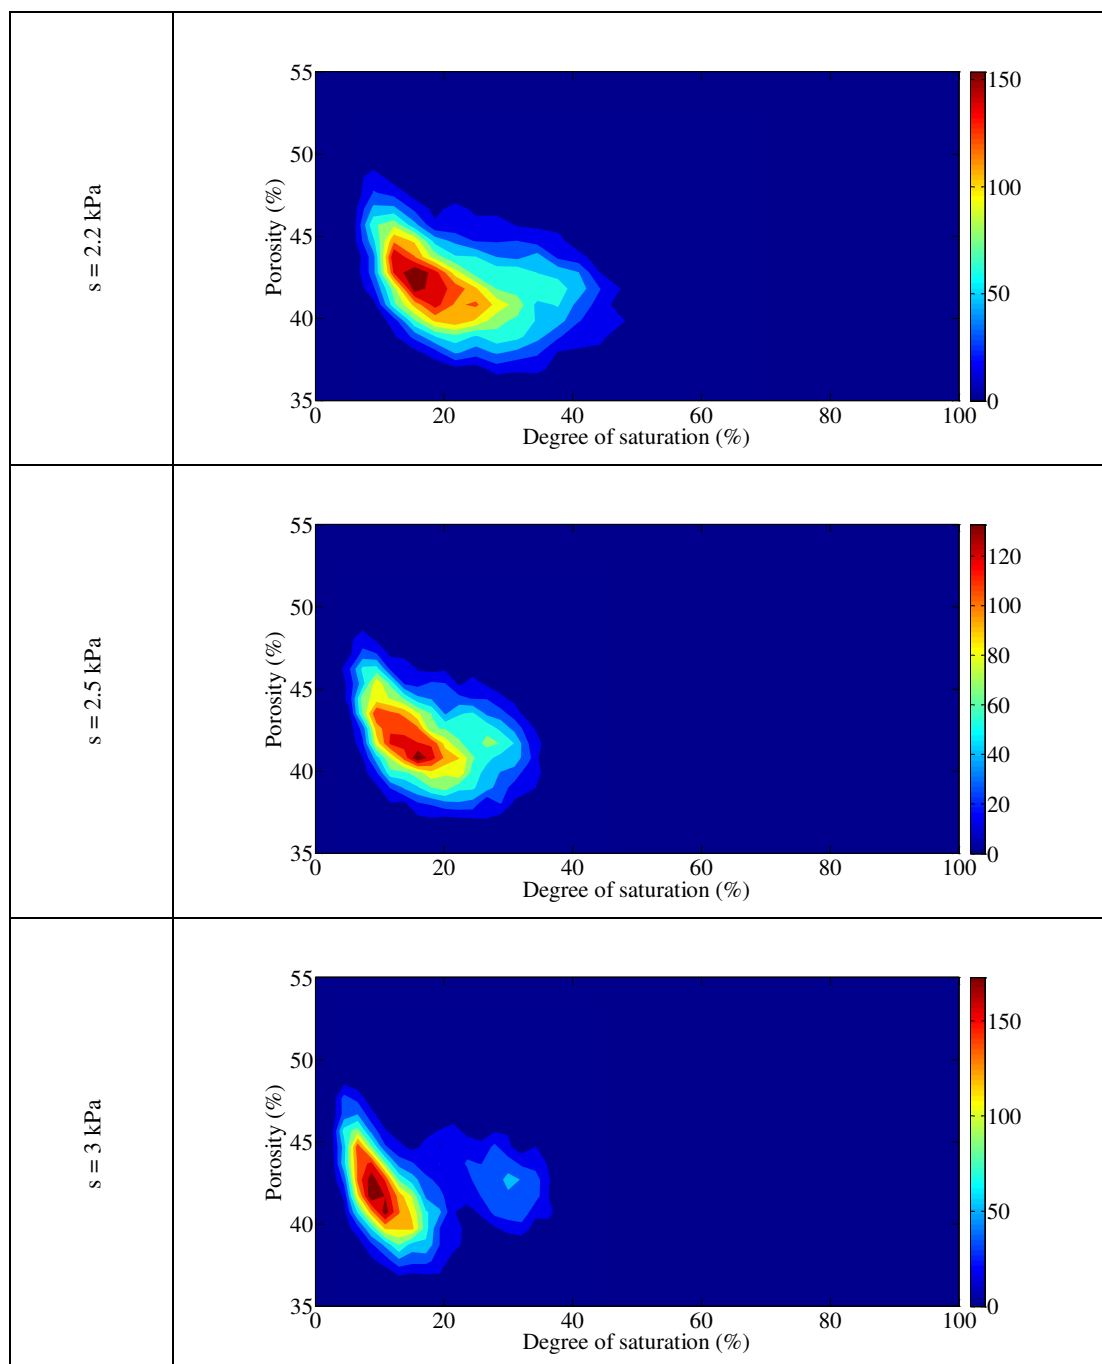 s = 2.2 kPa
55
50
45
40
35
Porosity (%)
0 20 40 60 80 100
Degree of saturation (%)
150
100
50
0
s = 2.5 kPa
55
50
45
40
35
Porosity (%)
0 20 40 60 80 100
Degree of saturation (%)
120
100
80
60
40
20
0
s = 3 kPa
55
50
45
40
35
Porosity (%)
0 20 40 60 80 100
Degree of saturation (%)
150
100
50
0